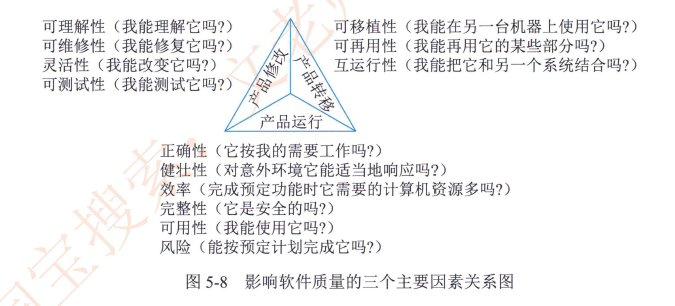 可理解性（我能理解它吗?）
可维修性（我能修复它吗?）
灵活性（我能改变它吗?）
可测试性（我能测试它吗?）
可移植性（我能在另一台机器上使用它吗?）
可再用性（我能再用它的某些部分吗?）
互运行性（我能把它和另一个系统结合吗?）
产品修改
产品转移
产品运行
正确性（它按我的需要工作吗?）
健壮性（对意外环境它能适当地响应吗?）
效率（完成预定功能时它需要的计算机资源多吗?）
完整性（它是安全的吗?）
可用性（我能使用它吗?）
风险（能按预定计划完成它吗?）
图 5-8 影响软件质量的三个主要因素关系图